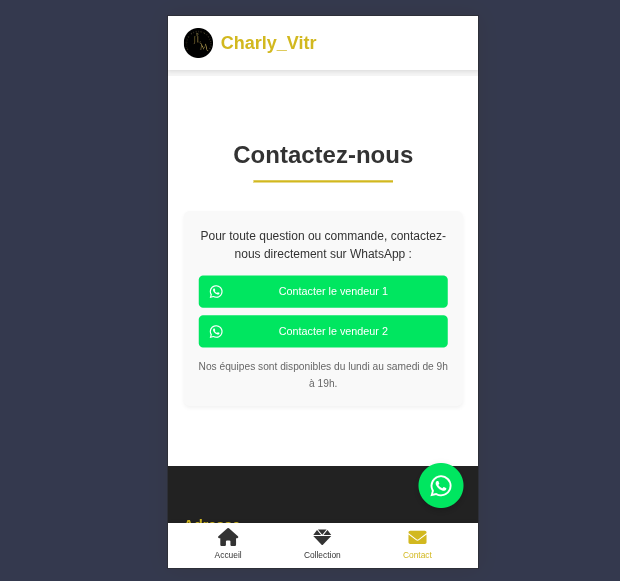 Charly_Vitr
Contactez-nous
Pour toute question ou commande, contactez-
nous directement sur WhatsApp :
Contacter le vendeur 1
Contacter le vendeur 2
Nos équipes sont disponibles du lundi au samedi de 9h
à 19h.
Adresse
Accueil
Collection
Contact